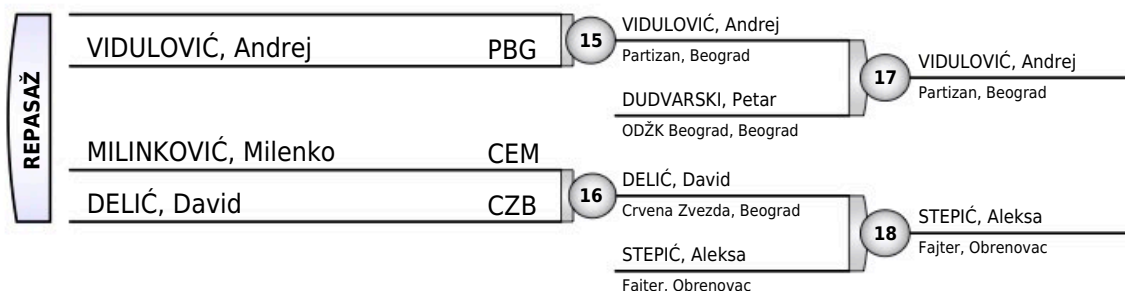 REPASAŽ
VIDULOVIĆ, Andrej PBG
MILINKOVIĆ, Milenko CEM
DELIĆ, David CZB
15
VIDULOVIĆ, Andrej
Partizan, Beograd
DUDVARSKI, Petar
ODŽK Beograd, Beograd
16
DELIĆ, David
Crvena Zvezda, Beograd
STEPIĆ, Aleksa
Fajter, Obrenovac
17
VIDULOVIĆ, Andrej
Partizan, Beograd
18
STEPIĆ, Aleksa
Fajter, Obrenovac